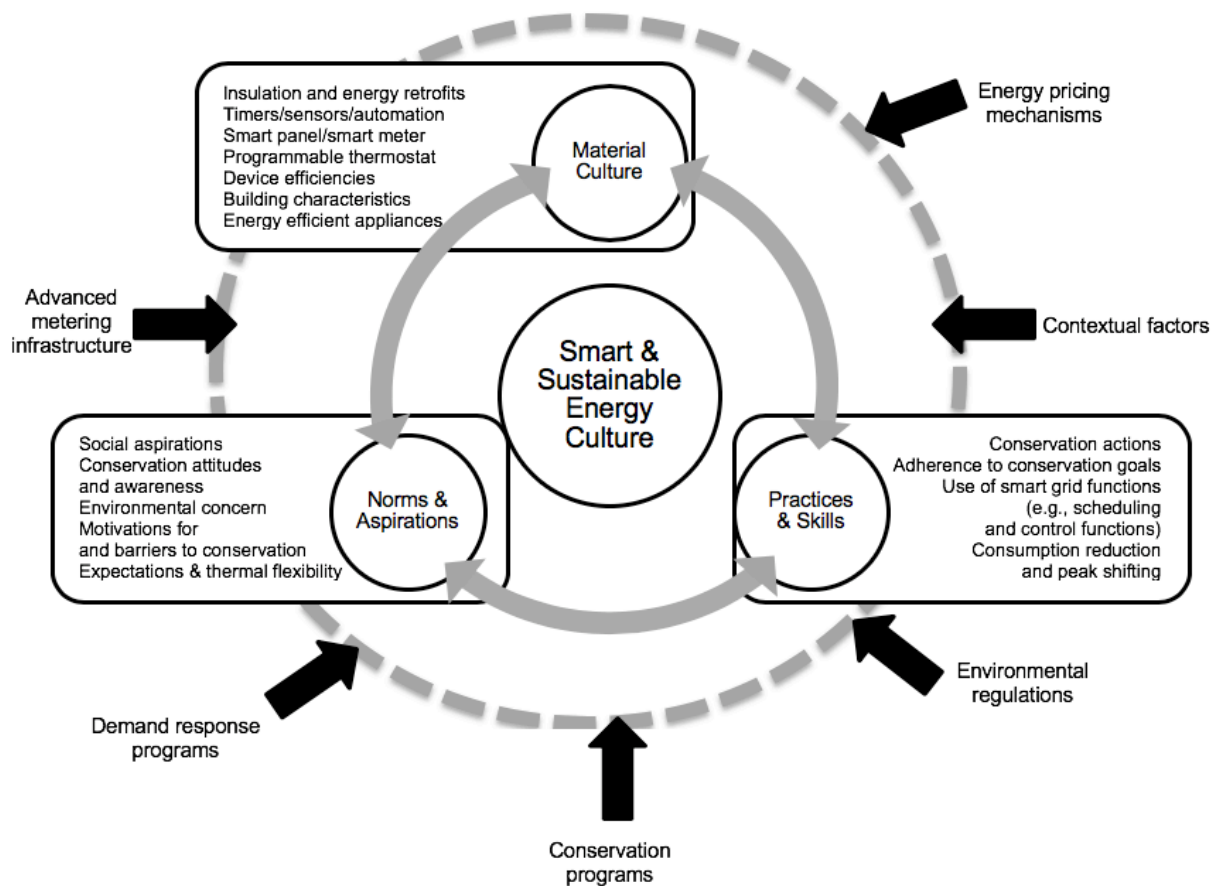 Insulation and energy retrofits
Timers/sensors/automation
Smart panel/smart meter
Programmable thermostat
Device efficiencies
Building characteristics
Energy efficient appliances
Material
Culture
Energy pricing
mechanisms
Advanced
metering
infrastructure
Contextual factors
Smart &
Sustainable
Energy
Culture
Social aspirations
Conservation attitudes
and awareness
Environmental concern
Motivations for
and barriers to conservation
Expectations & thermal flexibility
Norms &
Aspirations
Practices
& Skills
Conservation actions
Adherence to conservation goals
Use of smart grid functions
(e.g., scheduling
and control functions)
Consumption reduction
and peak shifting
Demand response
programs
Environmental
regulations
Conservation
programs